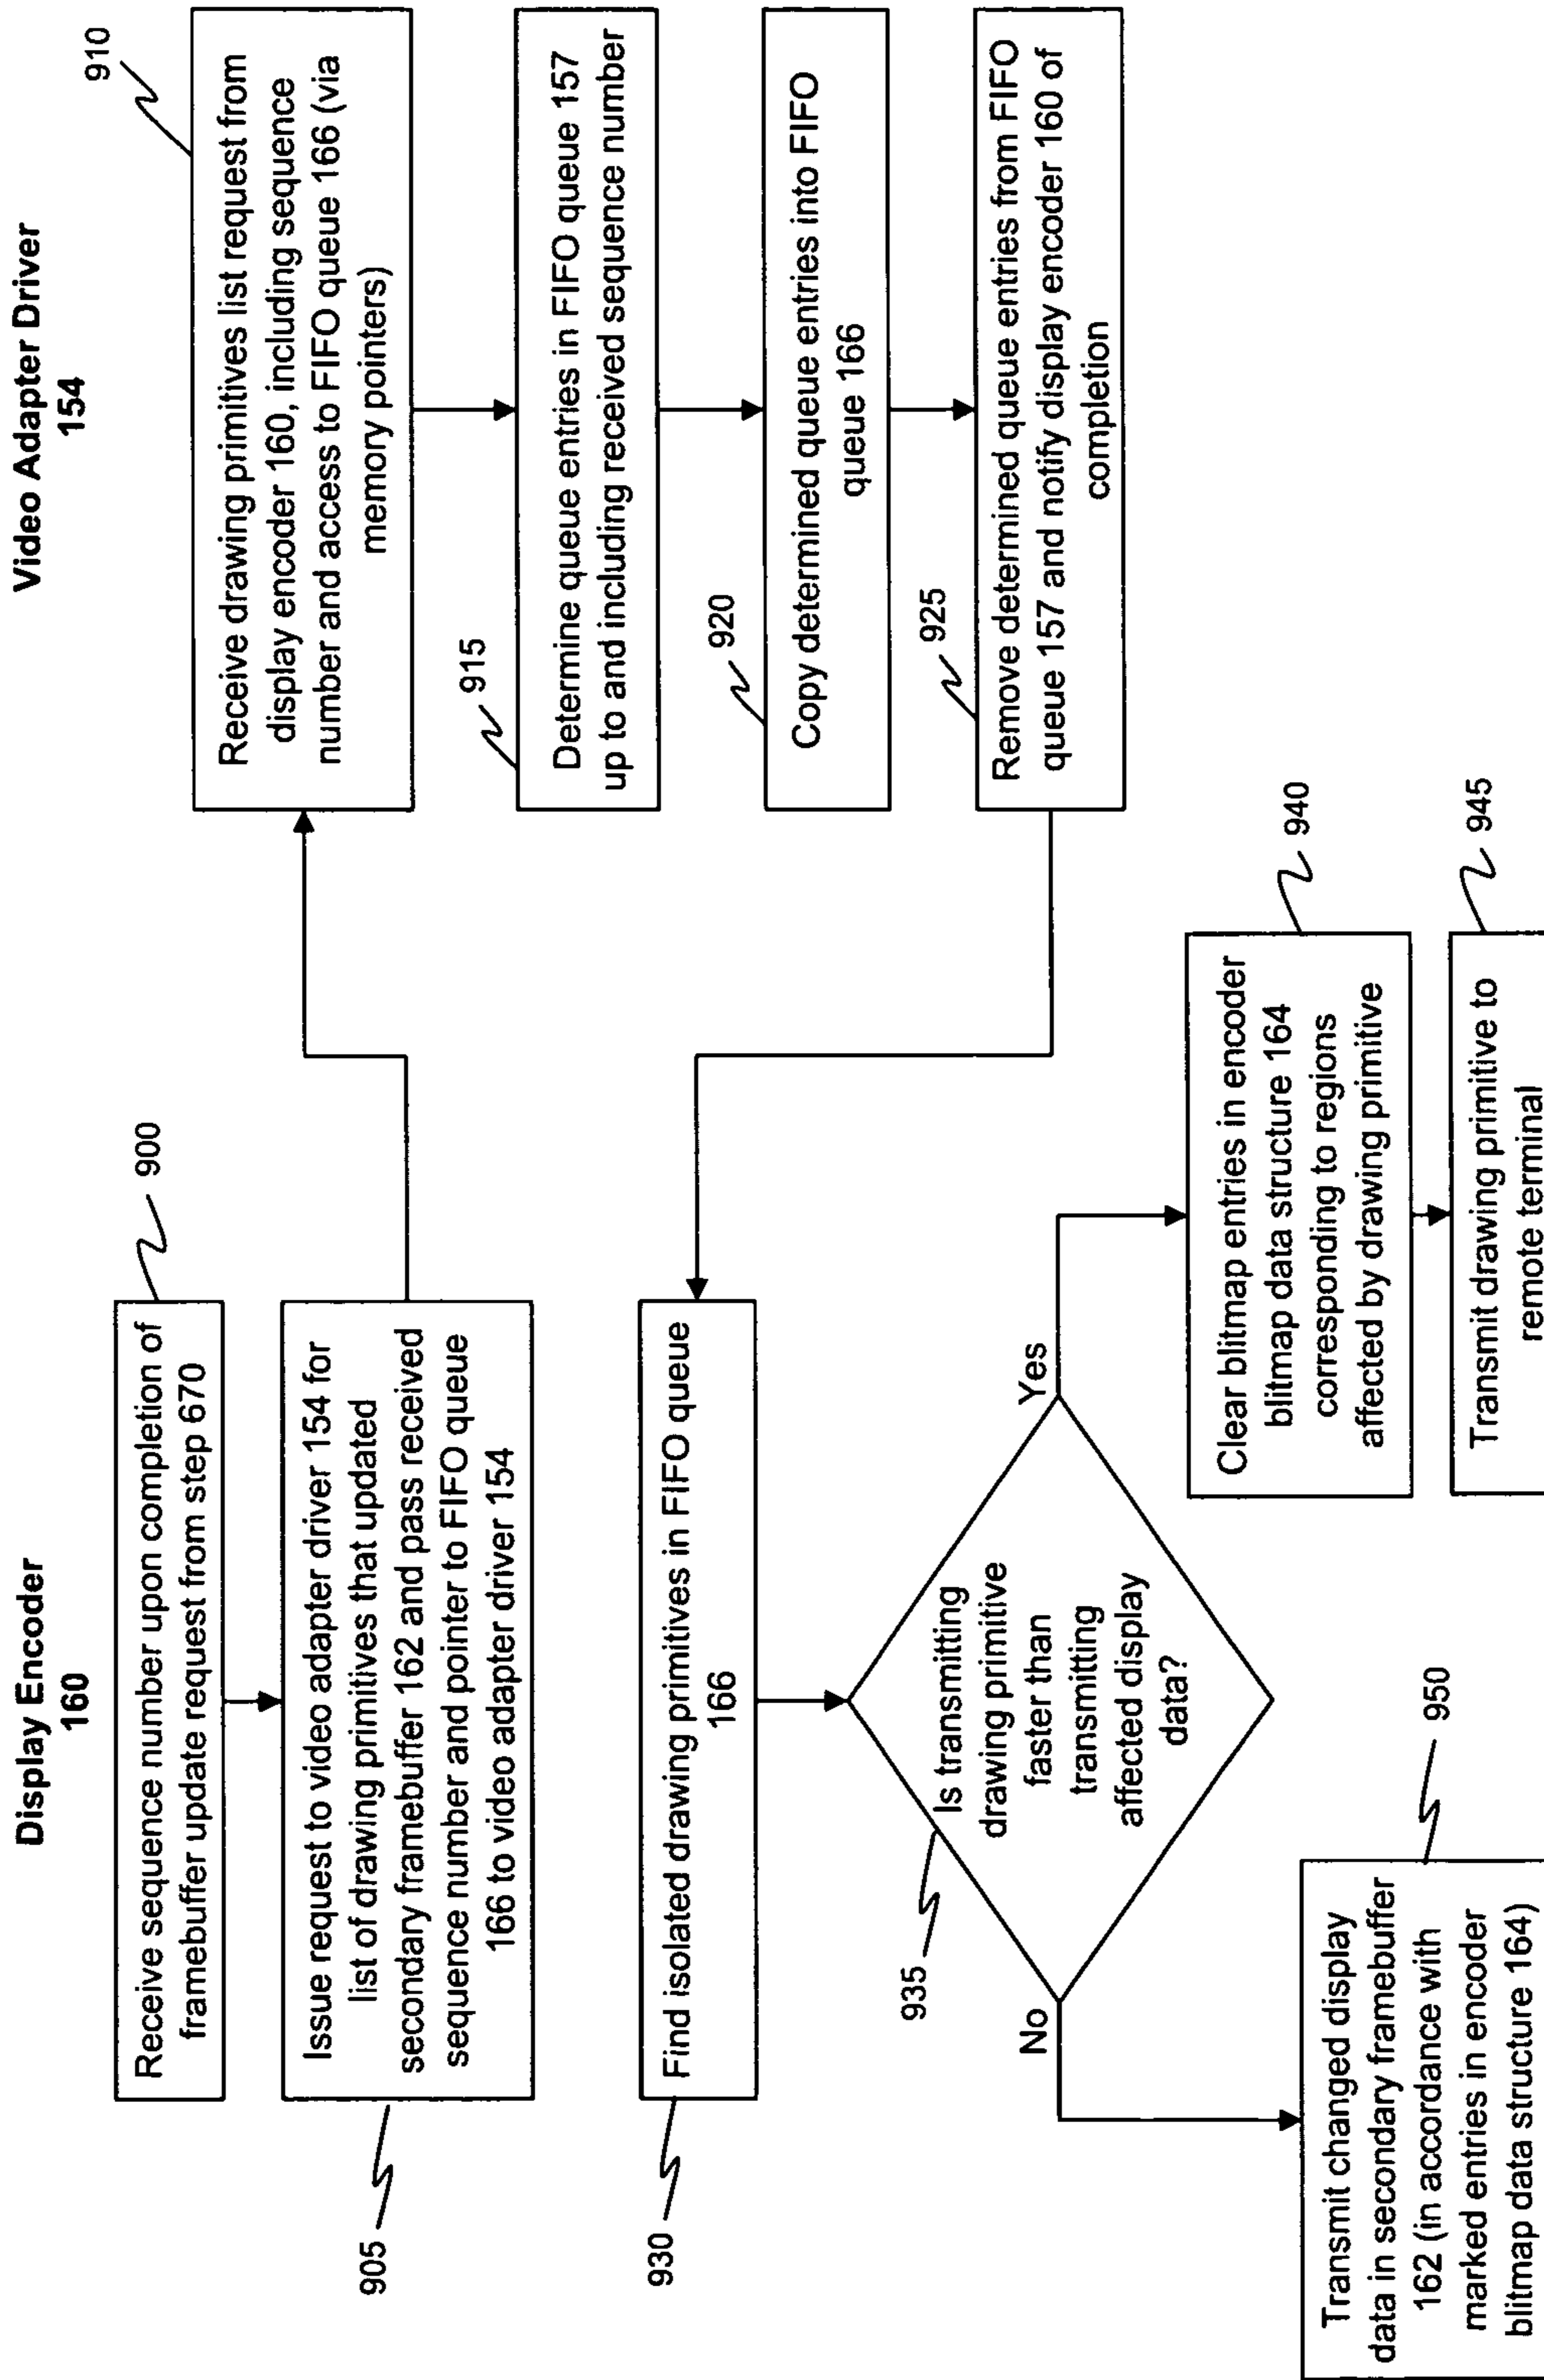 Display Encoder
160
900
Receive sequence number upon completion of
framebuffer update request from step 670
905
Issue request to video adapter driver 154 for
list of drawing primitives that updated
secondary framebuffer 162 and pass received
sequence number and pointer to FIFO queue
166 to video adapter driver 154
Video Adapter Driver
154
910
Receive drawing primitives list request from
display encoder 160, including sequence
number and access to FIFO queue 166 (via
memory pointers)
915
Determine queue entries in FIFO queue 157
up to and including received sequence number
920
Copy determined queue entries into FIFO
queue 166
925
Remove determined queue entries from FIFO
queue 157 and notify display encoder 160 of
completion
930
Find isolated drawing primitives in FIFO queue
166
935
Is transmitting
drawing primitive
faster than
transmitting
affected display
data?
No
Yes
940
Clear blitmap entries in encoder
blitmap data structure 164
corresponding to regions
affected by drawing primitive
945
Transmit drawing primitive to
remote terminal
950
Transmit changed display
data in secondary framebuffer
162 (in accordance with
marked entries in encoder
blitmap data structure 164)